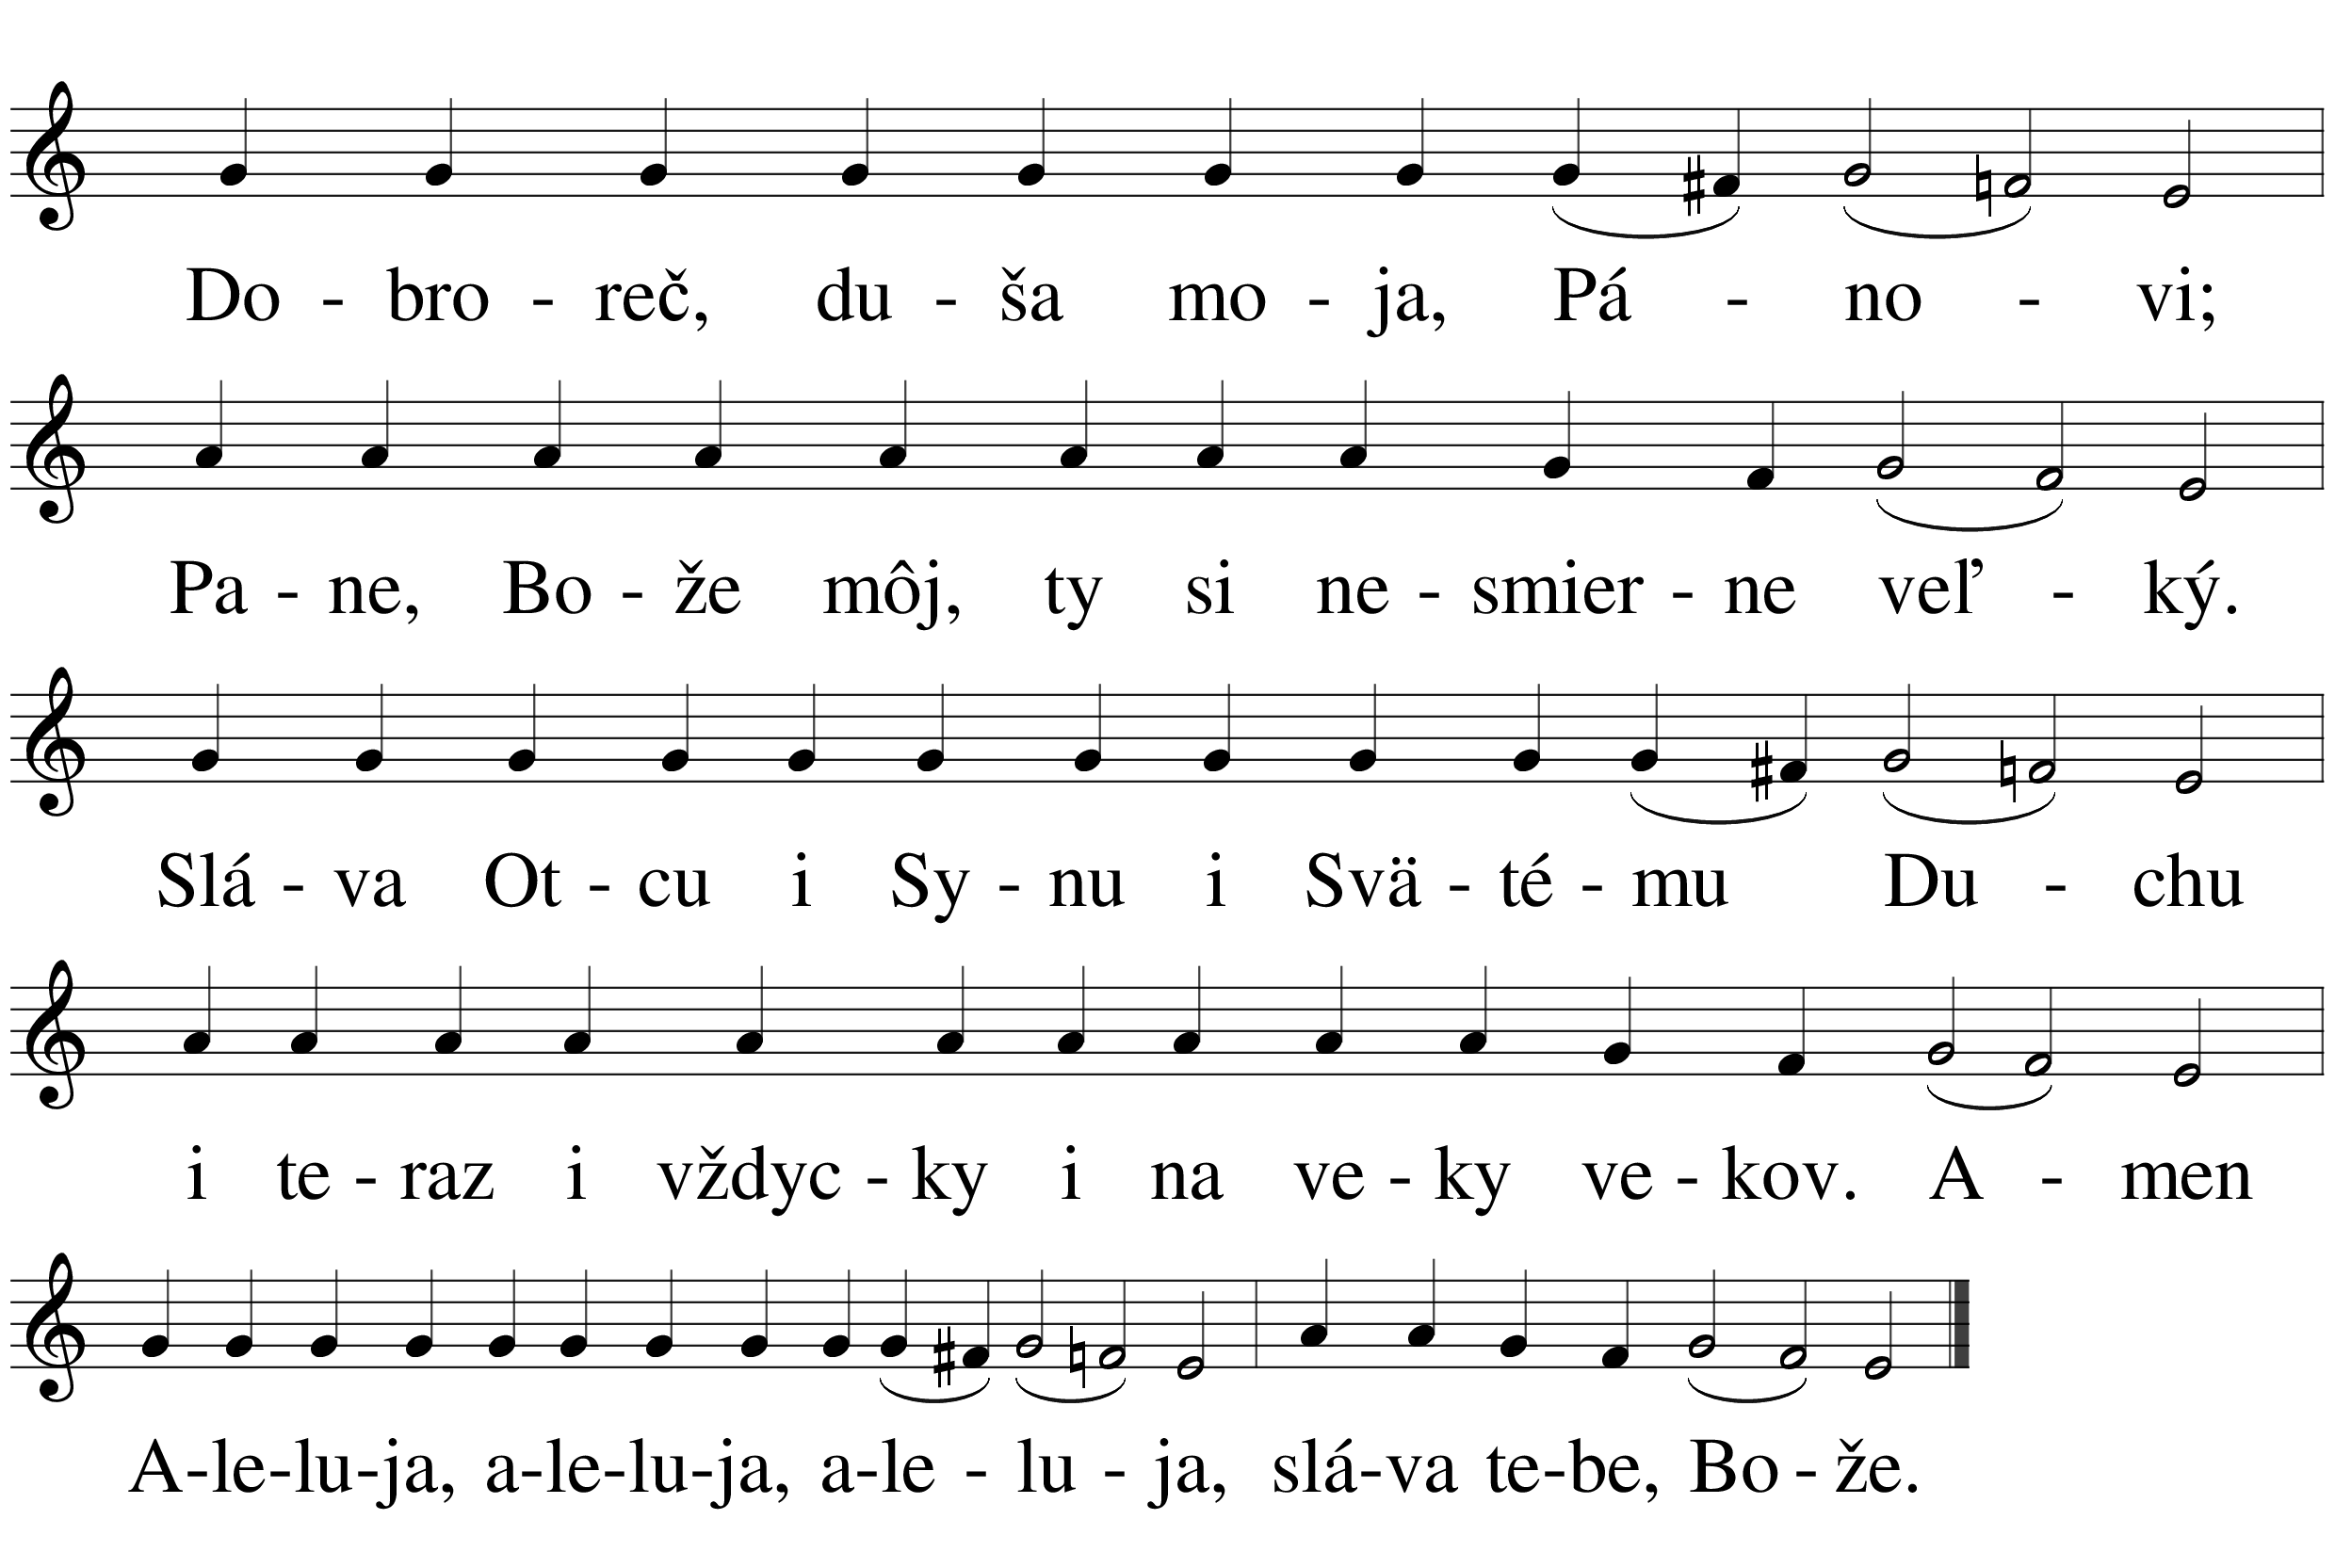 Do - bro - reč, du - ša mo - ja, Pá - no - vi;
Pa - ne, Bo - že môj, ty si ne - smier - ne veľ - ký.
Slá - va Ot - cu i Sy - nu i Svä - té - mu Du - chu
i te - raz i vždyc - ky i na ve - ky ve - kov. A - men
A-le-lu-ja, a-le-lu-ja, a-le - lu - ja, slá-va te-be, Bo - že.